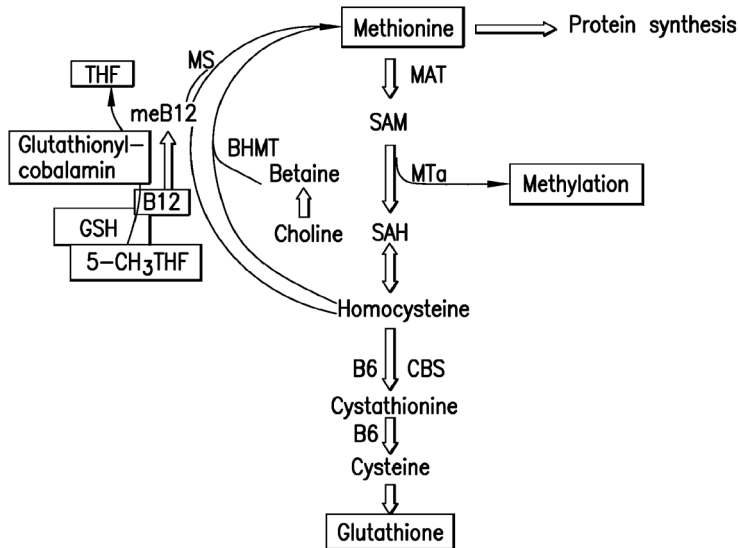 Methionine
Protein synthesis
MS
MAT
THF
meB12
SAM
Glutathionyl-
cobalamin
BHMT
Betaine
MTa
Methylation
B12
GSH
Choline
SAH
5-CH₃THF
Homocysteine
B6 CBS
Cystathionine
B6
Cysteine
Glutathione